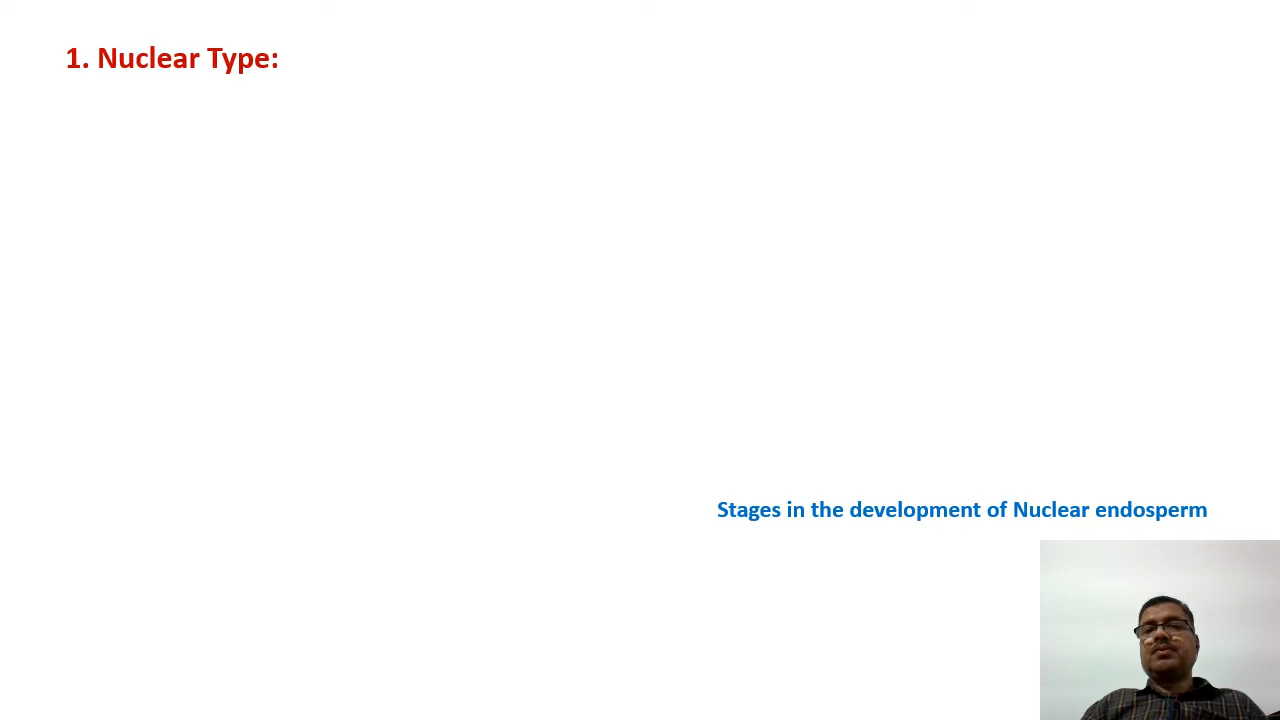 1. Nuclear Type:
Stages in the development of Nuclear endosperm